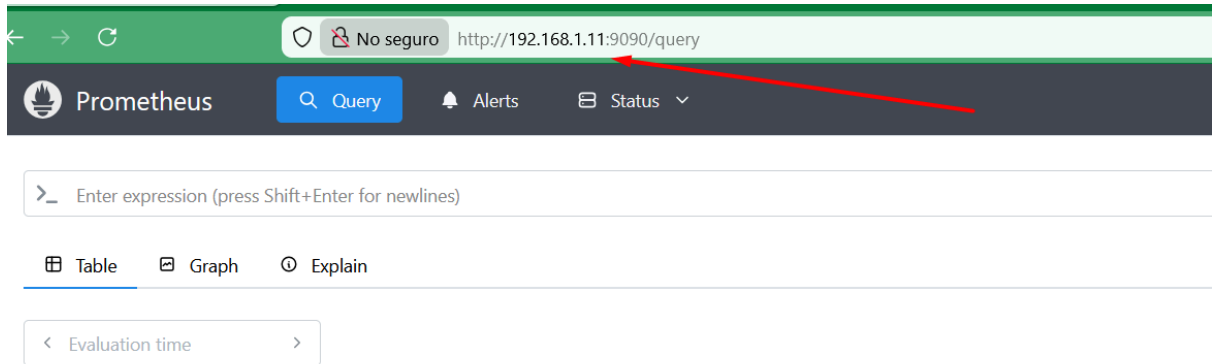 No seguro http://192.168.1.11:9090/query
Prometheus Query Alerts Status
>_ Enter expression (press Shift+Enter for newlines)
Table Graph Explain
Evaluation time